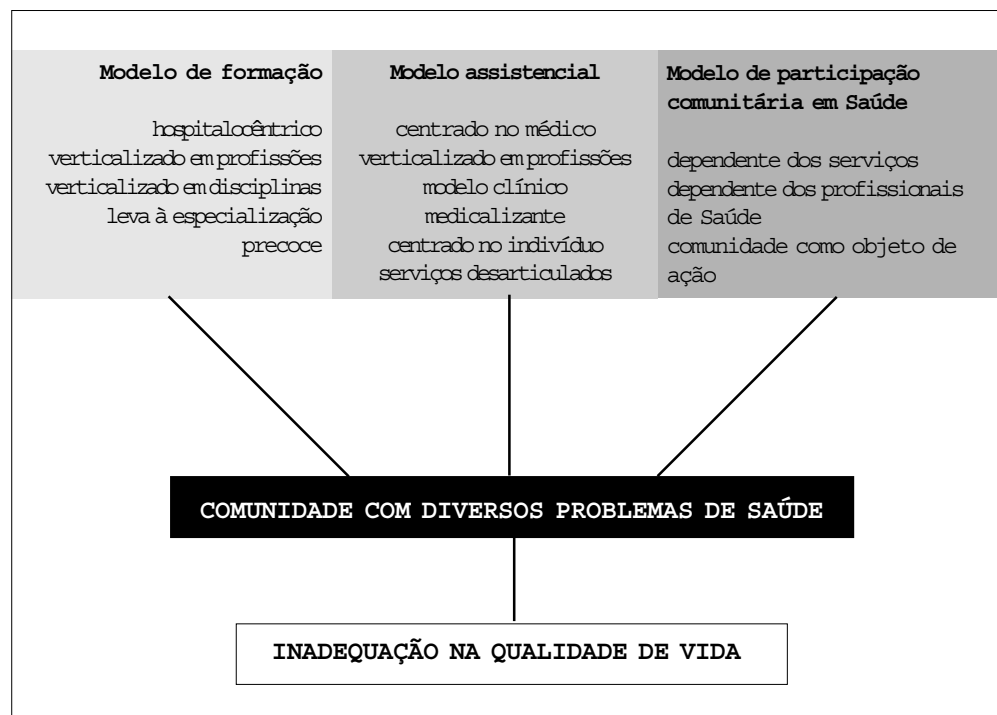 Modelo de formação
hospitalocêntrico
verticalizado em profissões
verticalizado em disciplinas
leva à especialização
precoce
Modelo assistencial
centrado no médico
verticalizado em profissões
modelo clínico
medicalizante
centrado no indivíduo
serviços desarticulados
Modelo de participação
comunitária em Saúde
dependente dos serviços
dependente dos profissionais
de Saúde
comunidade como objeto de
ação
COMUNIDADE COM DIVERSOS PROBLEMAS DE SAÚDE
INADEQUAÇÃO NA QUALIDADE DE VIDA